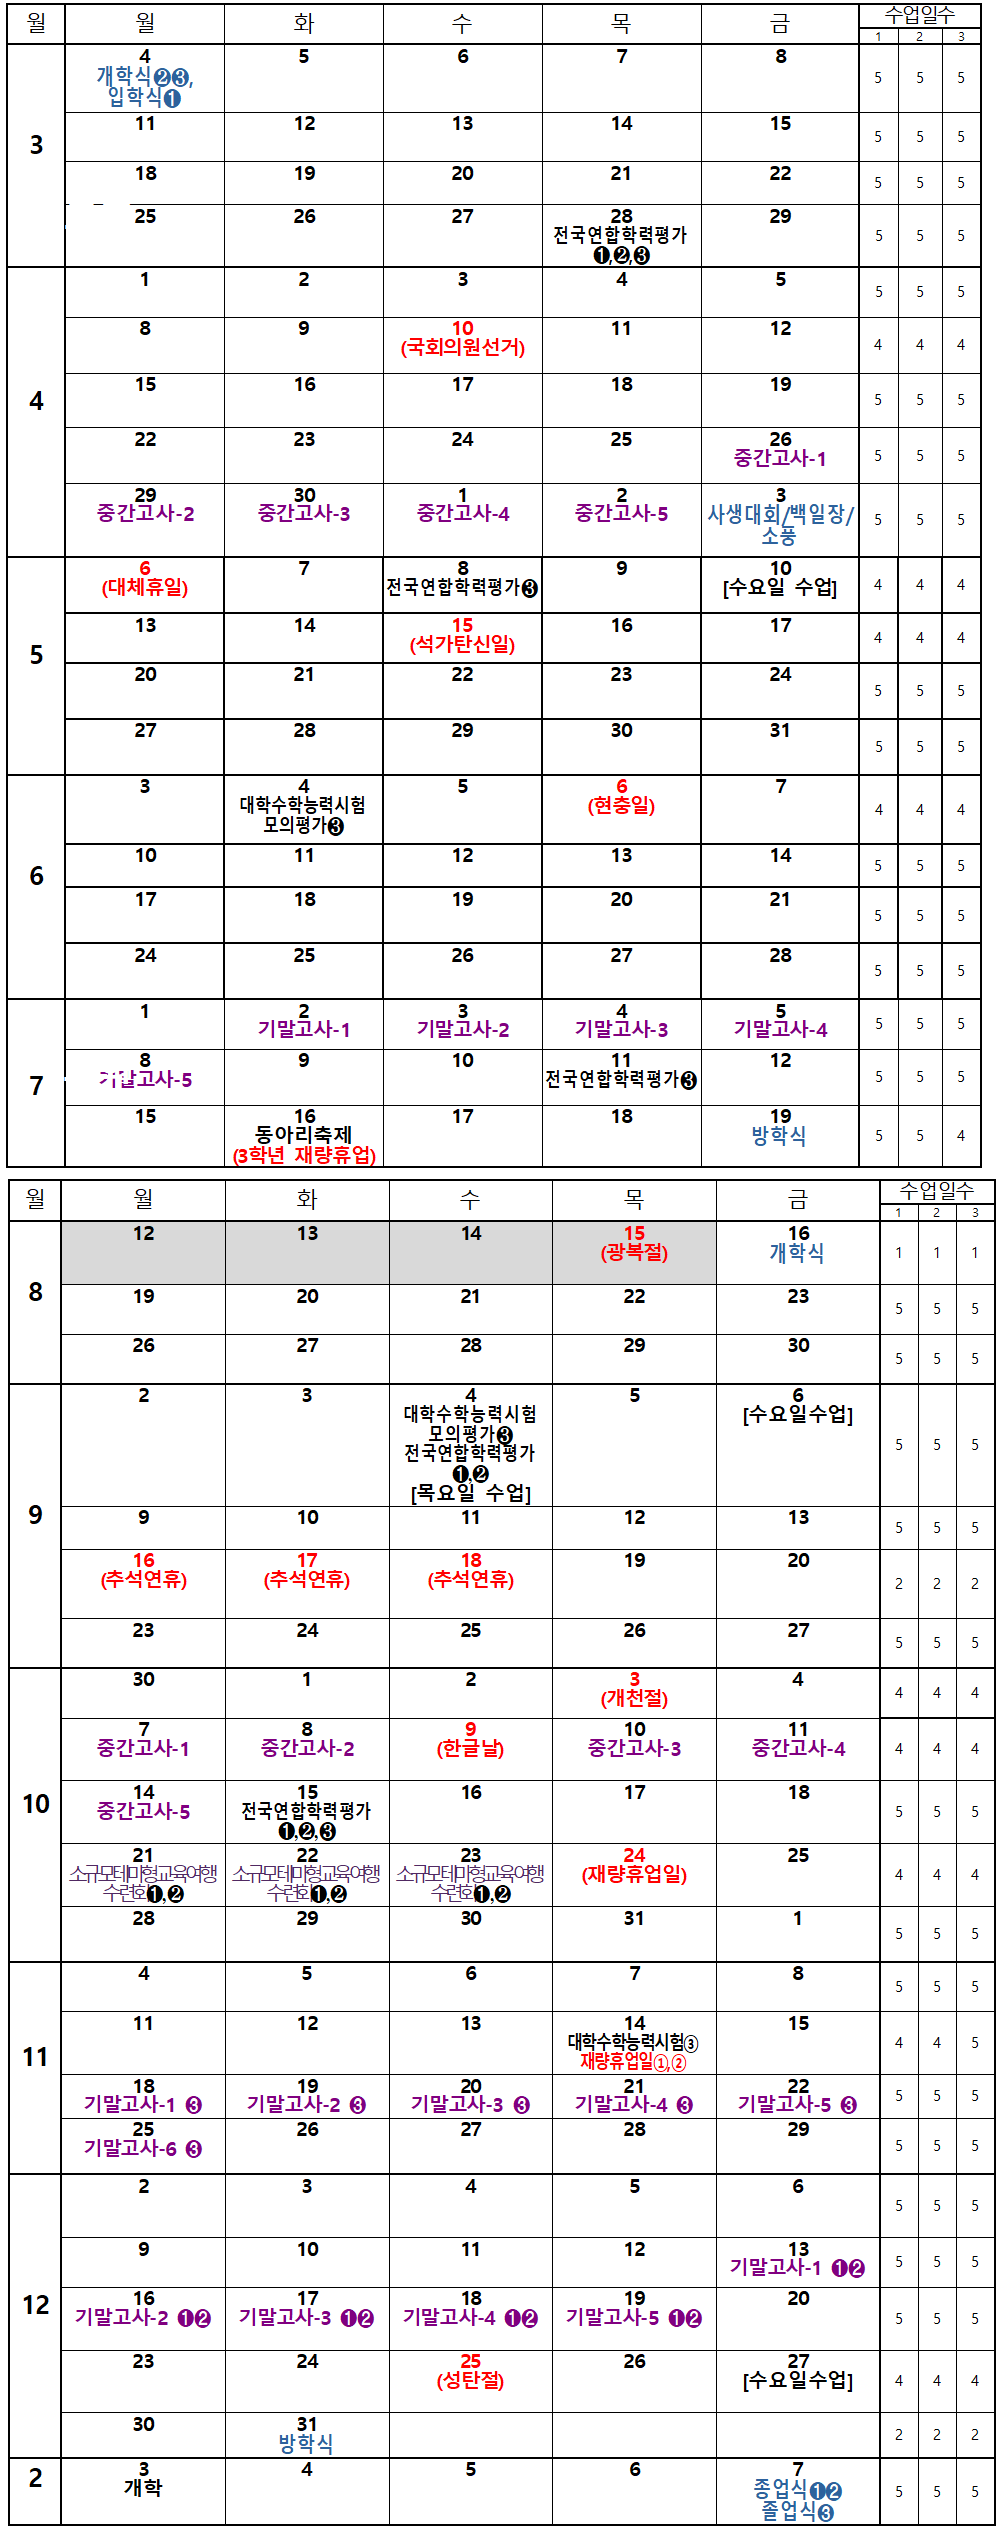 월 월 화 수 목 금 수업일수
1 2 3
3
4 5 6 7 8
개학식❷❸,
입학식❶
5 5 5
11 12 13 14 15
5 5 5
18 19 20 21 22
5 5 5
25 26 27 28 29
전국연합학력평가
❶,❷,❸
5 5 5
4
1 2 3 4 5
5 5 5
8 9 10 11 12
(국회의원선거)
4 4 4
15 16 17 18 19
5 5 5
22 23 24 25 26
중간고사-1
5 5 5
29 30 1 2 3
중간고사-2 중간고사-3 중간고사-4 중간고사-5 사생대회/백일장/
소풍
5 5 5
5
6 7 8 9 10
(대체휴일) 전국연합학력평가❸ [수요일 수업]
4 4 4
13 14 15 16 17
(석가탄신일)
4 4 4
20 21 22 23 24
5 5 5
27 28 29 30 31
5 5 5
6
3 4 5 6 7
대학수학능력시험 (현충일)
모의평가❸
4 4 4
10 11 12 13 14
5 5 5
17 18 19 20 21
5 5 5
24 25 26 27 28
5 5 5
7
1 2 3 4 5
기말고사-1 기말고사-2 기말고사-3 기말고사-4
5 5 5
8 9 10 11 12
기말고사-5 전국연합학력평가❸
5 5 5
15 16 17 18 19
동아리축제 방학식
(3학년 재량휴업)
5 5 4
월 월 화 수 목 금 수업일수
1 2 3
8
12 13 14 15 16
(광복절) 개학식
1 1 1
19 20 21 22 23
5 5 5
26 27 28 29 30
5 5 5
9
2 3 4 5 6
대학수학능력시험 [수요일수업]
모의평가❸
전국연합학력평가
❶,❷
[목요일 수업]
5 5 5
9 10 11 12 13
5 5 5
16 17 18 19 20
(추석연휴) (추석연휴) (추석연휴)
2 2 2
23 24 25 26 27
5 5 5
10
30 1 2 3 4
(개천절)
4 4 4
7 8 9 10 11
중간고사-1 중간고사-2 (한글날) 중간고사-3 중간고사-4
4 4 4
14 15 16 17 18
중간고사-5 전국연합학력평가
❶,❷,❸
5 5 5
21 22 23 24 25
소규모테마형교육여행 소규모테마형교육여행 소규모테마형교육여행 (재량휴업일)
수련회❶,❷ 수련회❶,❷ 수련회❶,❷
4 4 4
28 29 30 31 1
5 5 5
11
4 5 6 7 8
5 5 5
11 12 13 14 15
대학수학능력시험③
재량휴업일①,②
4 4 5
18 19 20 21 22
기말고사-1 ❸ 기말고사-2 ❸ 기말고사-3 ❸ 기말고사-4 ❸ 기말고사-5 ❸
5 5 5
25 26 27 28 29
기말고사-6 ❸
5 5 5
12
2 3 4 5 6
5 5 5
9 10 11 12 13
기말고사-1 ❶❷
5 5 5
16 17 18 19 20
기말고사-2 ❶❷ 기말고사-3 ❶❷ 기말고사-4 ❶❷ 기말고사-5 ❶❷
5 5 5
23 24 25 26 27
(성탄절) [수요일수업]
4 4 4
30 31
방학식
2 2 2
2
3 4 5 6 7
개학 종업식❶❷
졸업식❸
5 5 5